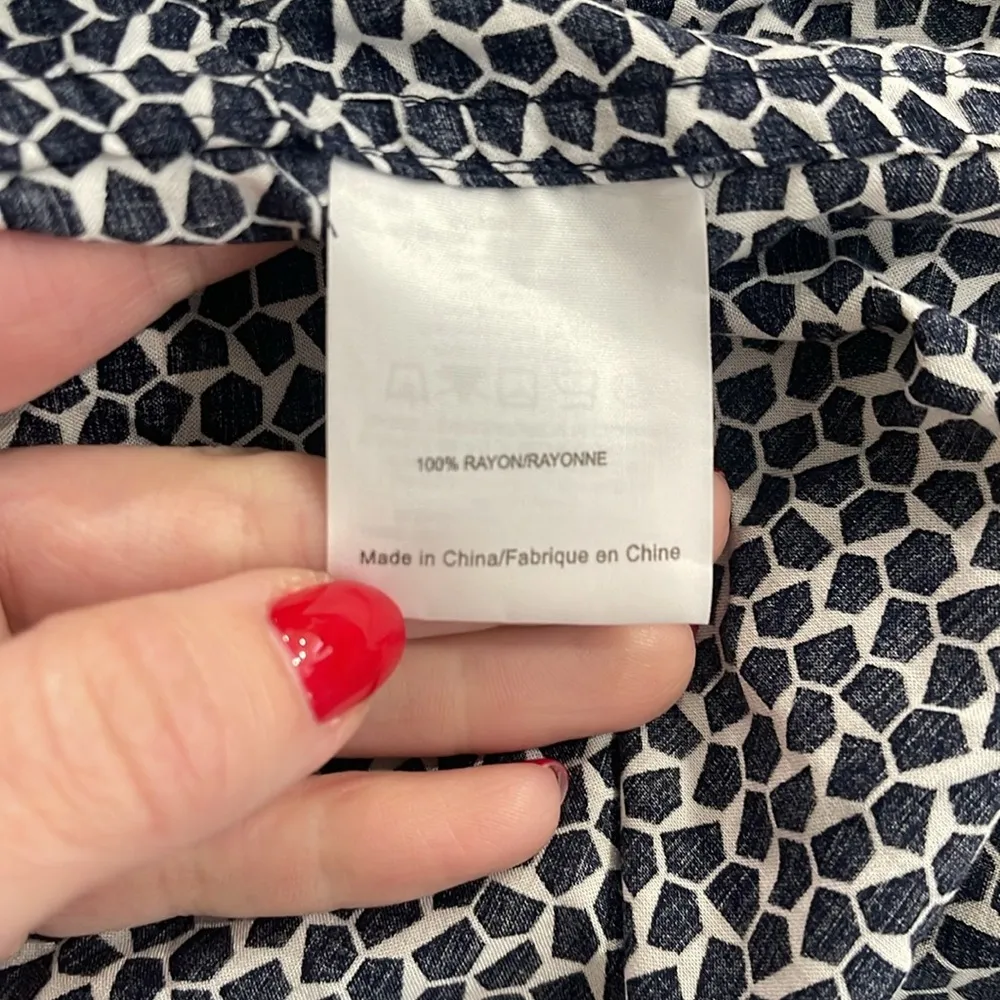 100% RAYON/RAYONNE
Made in China/Fabrique en Chine